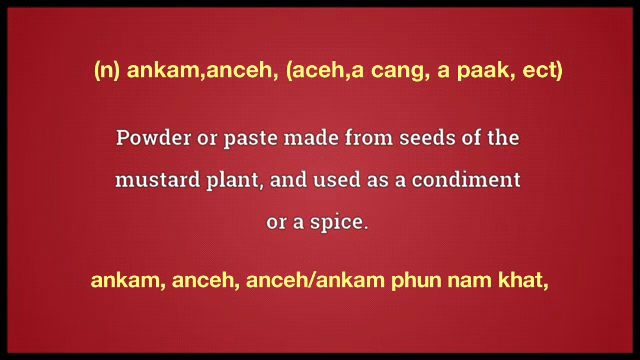 (n) ankam,anceh, (aceh,a cang, a paak, ect)
Powder or paste made from seeds of the
mustard plant, and used as a condiment
or a spice.
ankam, anceh, anceh/ankam phun nam khat,